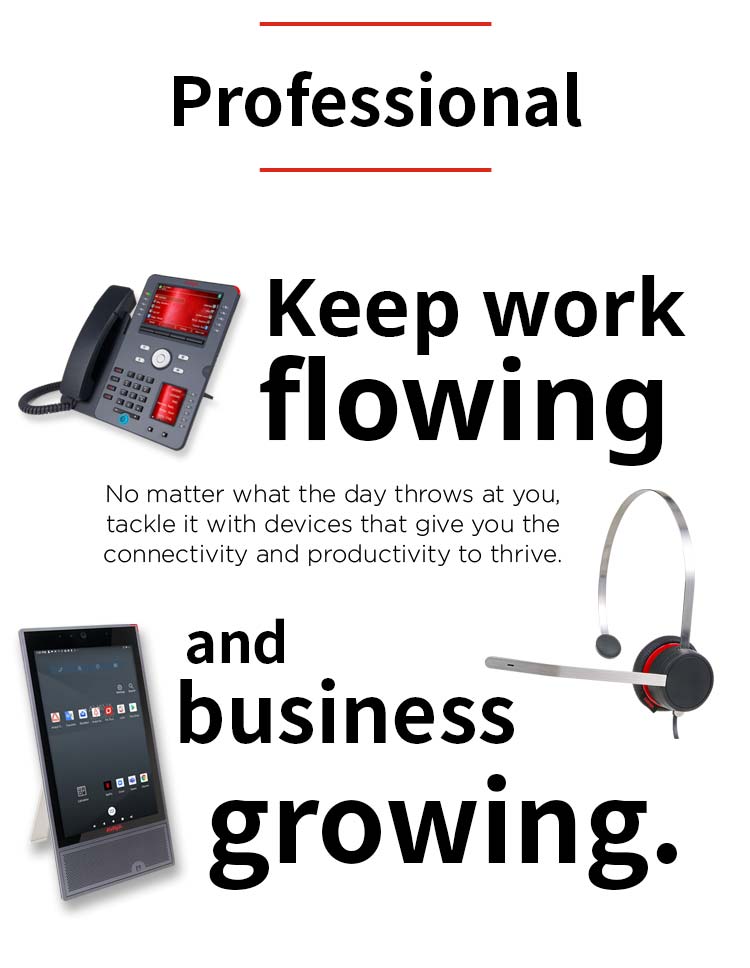 Professional
Keep work
flowing
No matter what the day throws at you,
tackle it with devices that give you the
connectivity and productivity to thrive.
and
business
growing.
AVAYA